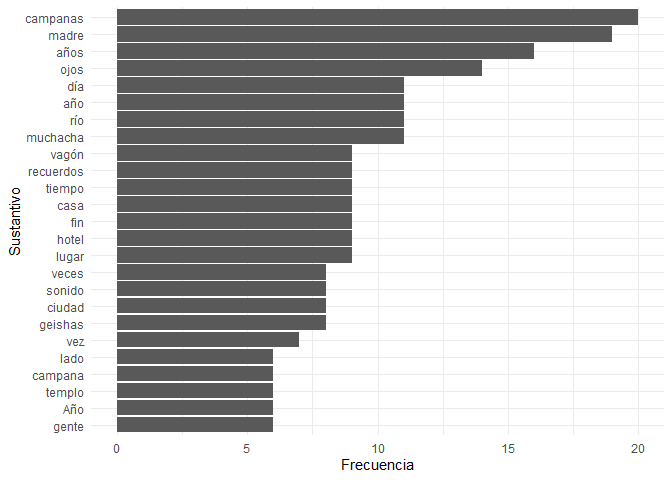 campanas
madre
años
ojos
día
año
río
muchacha
vagón
recuerdos
tiempo
casa
fin
hotel
lugar
veces
sonido
ciudad
geishas
vez
lado
campana
templo
Año
gente
Sustantivo
0 5 10 15 20
Frecuencia